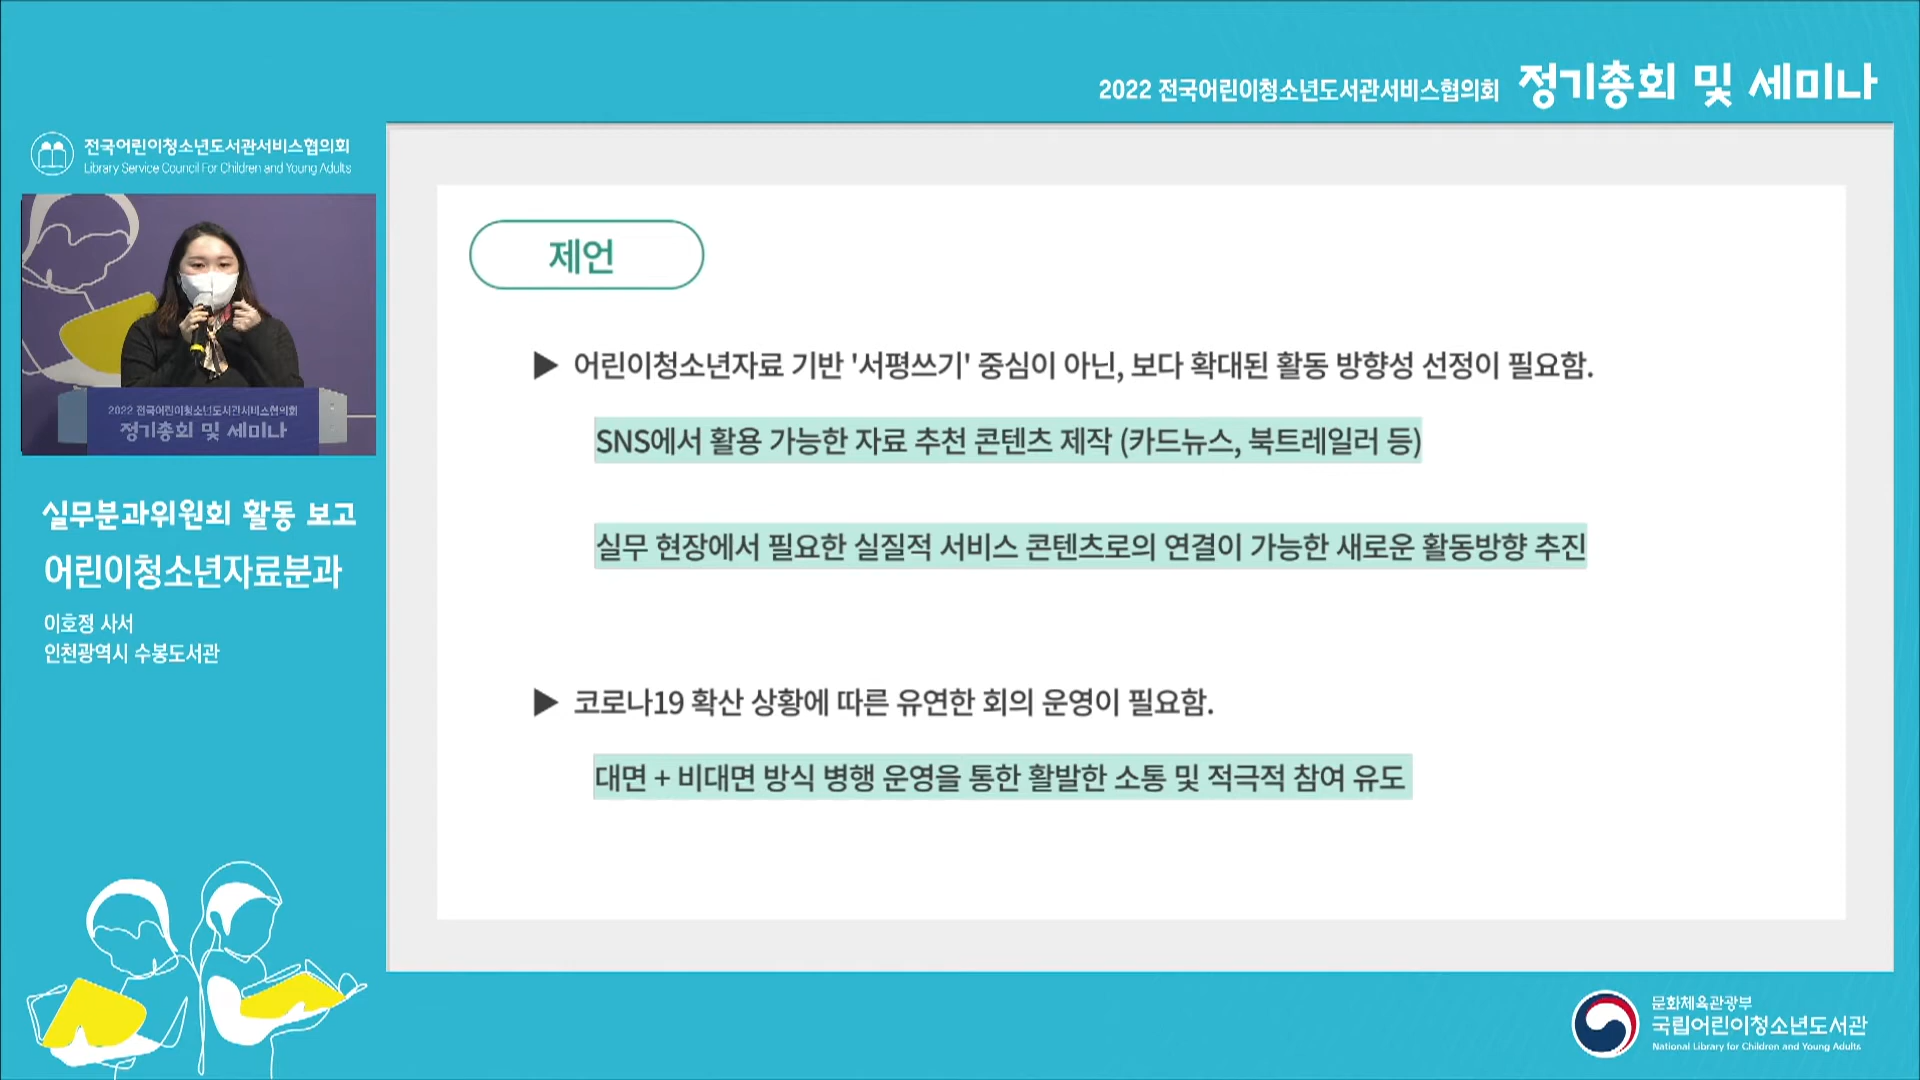 2022 전국어린이청소년도서관서비스협의회 정기총회 및 세미나
전국어린이청소년도서관서비스협의회
Library Service Council For Children and Young Adults
2022 전국어린이청소년도서관서비스협의회
정기총회 및 세미나
실무분과위원회 활동 보고
어린이청소년자료분과
이호정 사서
인천광역시 수봉도서관
제언
▶ 어린이청소년자료 기반 '서평쓰기' 중심이 아닌, 보다 확대된 활동 방향성 선정이 필요함.
SNS에서 활용 가능한 자료 추천 콘텐츠 제작 (카드뉴스, 북트레일러 등)
실무 현장에서 필요한 실질적 서비스 콘텐츠로의 연결이 가능한 새로운 활동방향 추진
▶ 코로나19 확산 상황에 따른 유연한 회의 운영이 필요함.
대면 + 비대면 방식 병행 운영을 통한 활발한 소통 및 적극적 참여 유도
문화체육관광부
국립어린이청소년도서관
National Library for Children and Young Adults